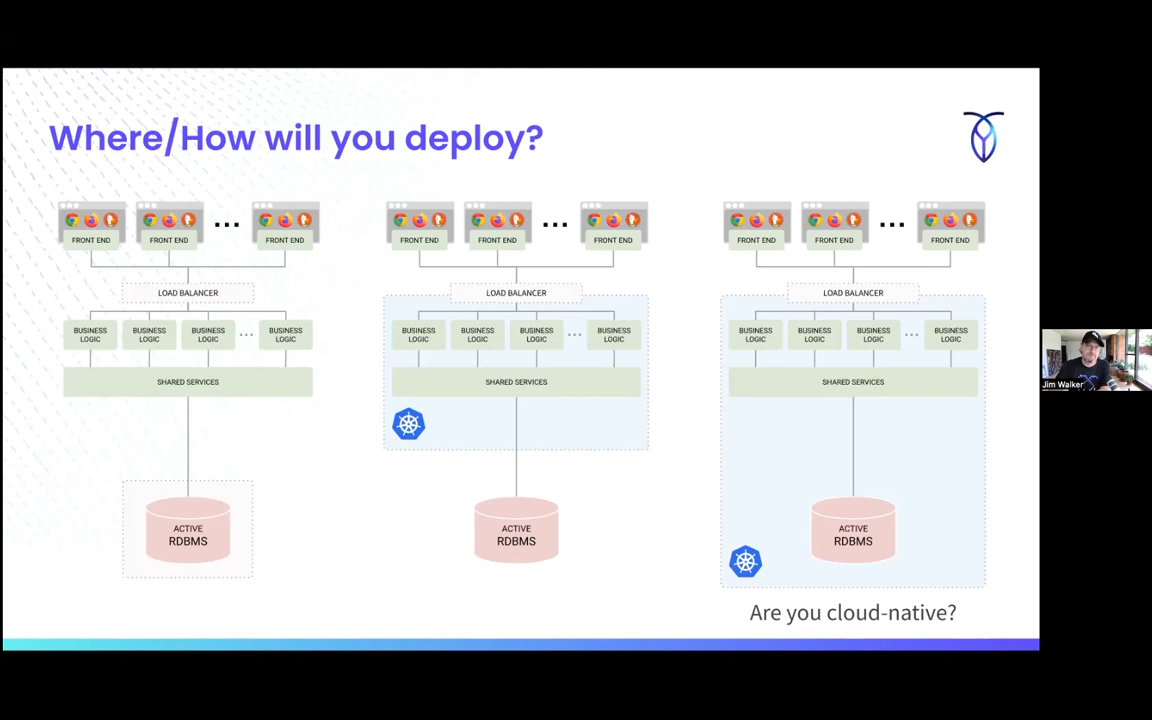 Where/How will you deploy?
FRONT END
FRONT END
...
FRONT END
LOAD BALANCER
BUSINESS
LOGIC
BUSINESS
LOGIC
BUSINESS
LOGIC
...
BUSINESS
LOGIC
SHARED SERVICES
ACTIVE
RDBMS
FRONT END
FRONT END
...
FRONT END
LOAD BALANCER
BUSINESS
LOGIC
BUSINESS
LOGIC
BUSINESS
LOGIC
...
BUSINESS
LOGIC
SHARED SERVICES
ACTIVE
RDBMS
FRONT END
FRONT END
...
FRONT END
LOAD BALANCER
BUSINESS
LOGIC
BUSINESS
LOGIC
BUSINESS
LOGIC
...
BUSINESS
LOGIC
SHARED SERVICES
ACTIVE
RDBMS
Are you cloud-native?
Jim Walker